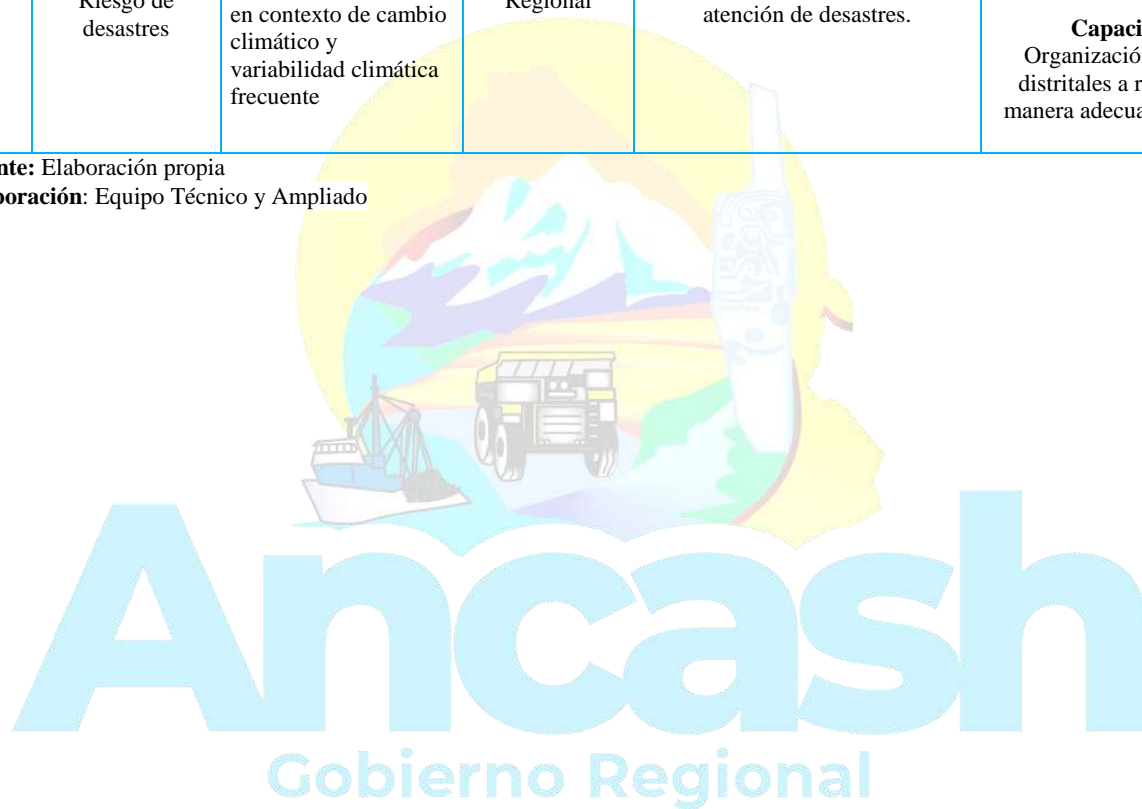 Riesgo de
desastres
en contexto de cambio
climático y
variabilidad climática
frecuente
Regional
atención de desastres.
Capaci
Organización
distritales a r
manera adecua
nte: Elaboración propia
boración: Equipo Técnico y Ampliado
Ancash
Gobierno Regional